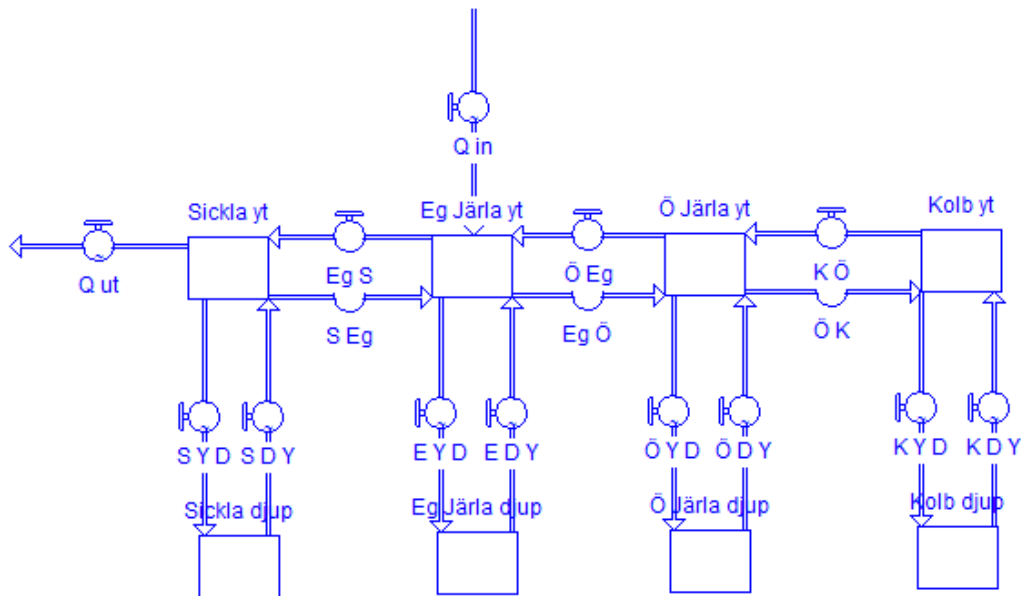 Q in
Sickla yt
Eg Järla yt
Ö Järla yt
Kolb yt
Q ut
Eg S
Ö Eg
K Ö
S Eg
Eg Ö
Ö K
S Y D
S D Y
E Y D
E D Y
Ö Y D
Ö D Y
K Y D
K D Y
Sickla djup
Eg Järla djup
Ö Järla djup
Kolb djup